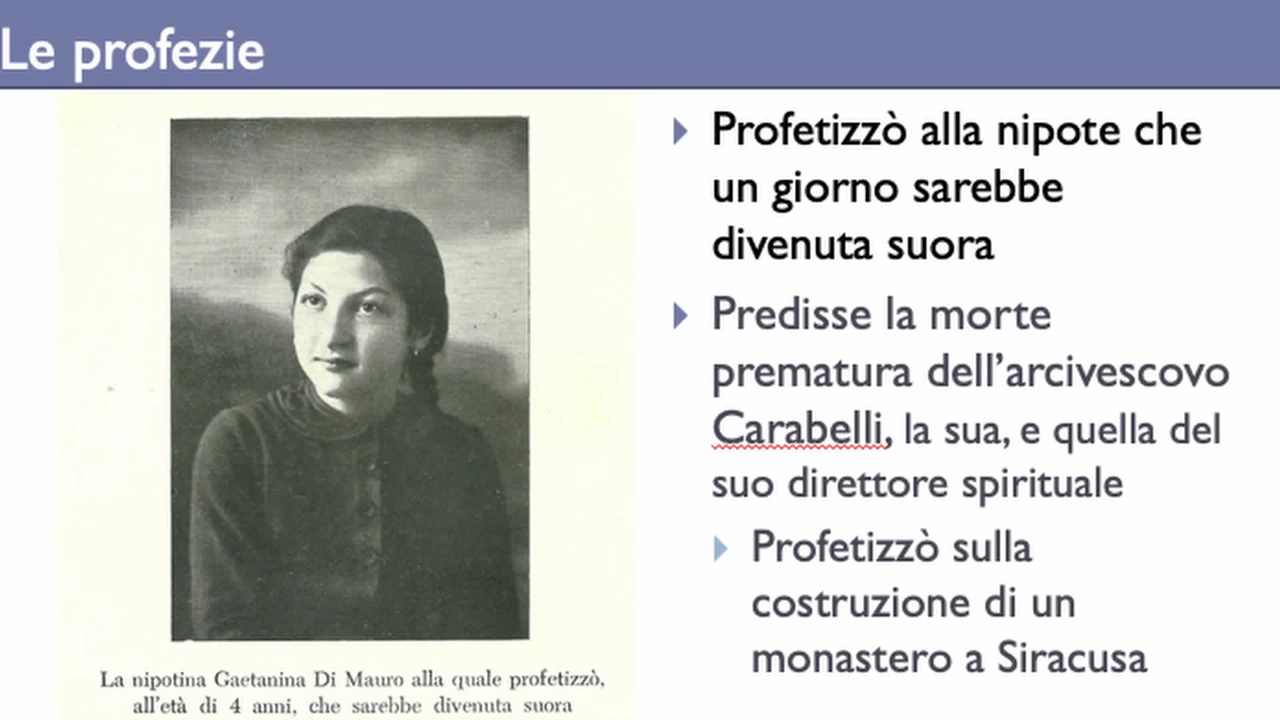 Le profezie
Profetizzò alla nipote che
un giorno sarebbe
divenuta suora
Predisse la morte
prematura dell’arcivescovo
Carabelli, la sua, e quella del
suo direttore spirituale
Profetizzò sulla
costruzione di un
monastero a Siracusa
La nipotina Gaetanina Di Mauro alla quale profetizzò,
all'età di 4 anni, che sarebbe divenuta suora